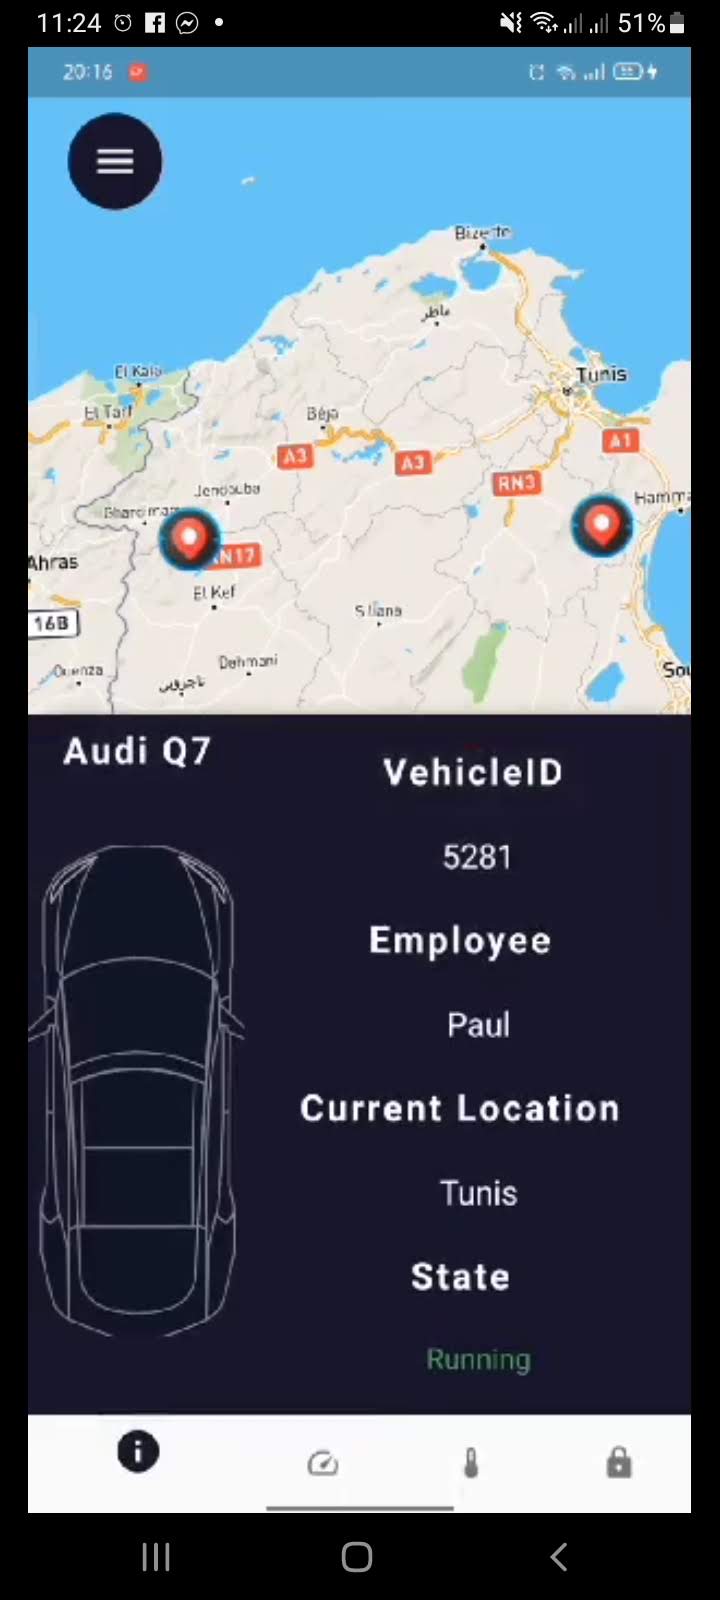 11:24
51%
20:16
Bizerte
ماطر
El Kala
Tunis
El Tarf
Béja
A3
A3
A1
RN3
Jendouba
Hamma
Ghardimao
RN17
Ahras
El Kef
Siliana
16B
Ouenza
Dahmani
تاجروين
Sou
Audi Q7
VehicleID
5281
Employee
Paul
Current Location
Tunis
State
Running